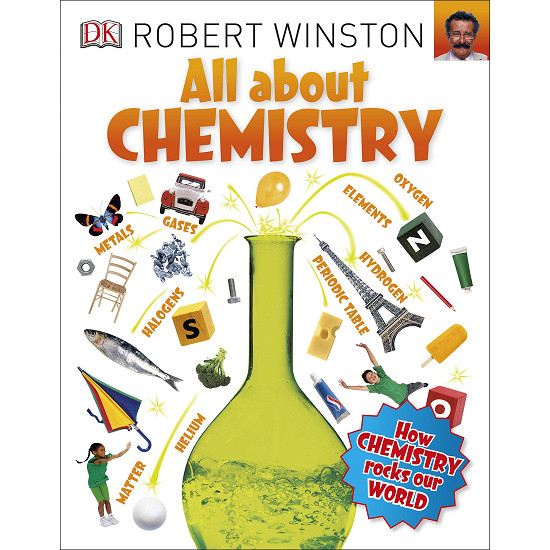 DK
ROBERT WINSTON
All about
CHEMISTRY
OXYGEN
ELEMENTS
GASES
METALS
N
HYDROGEN
PERIODIC TABLE
HALOGENS
S
O
How
CHEMISTRY
rocks our
WORLD
HELIUM
MATTER